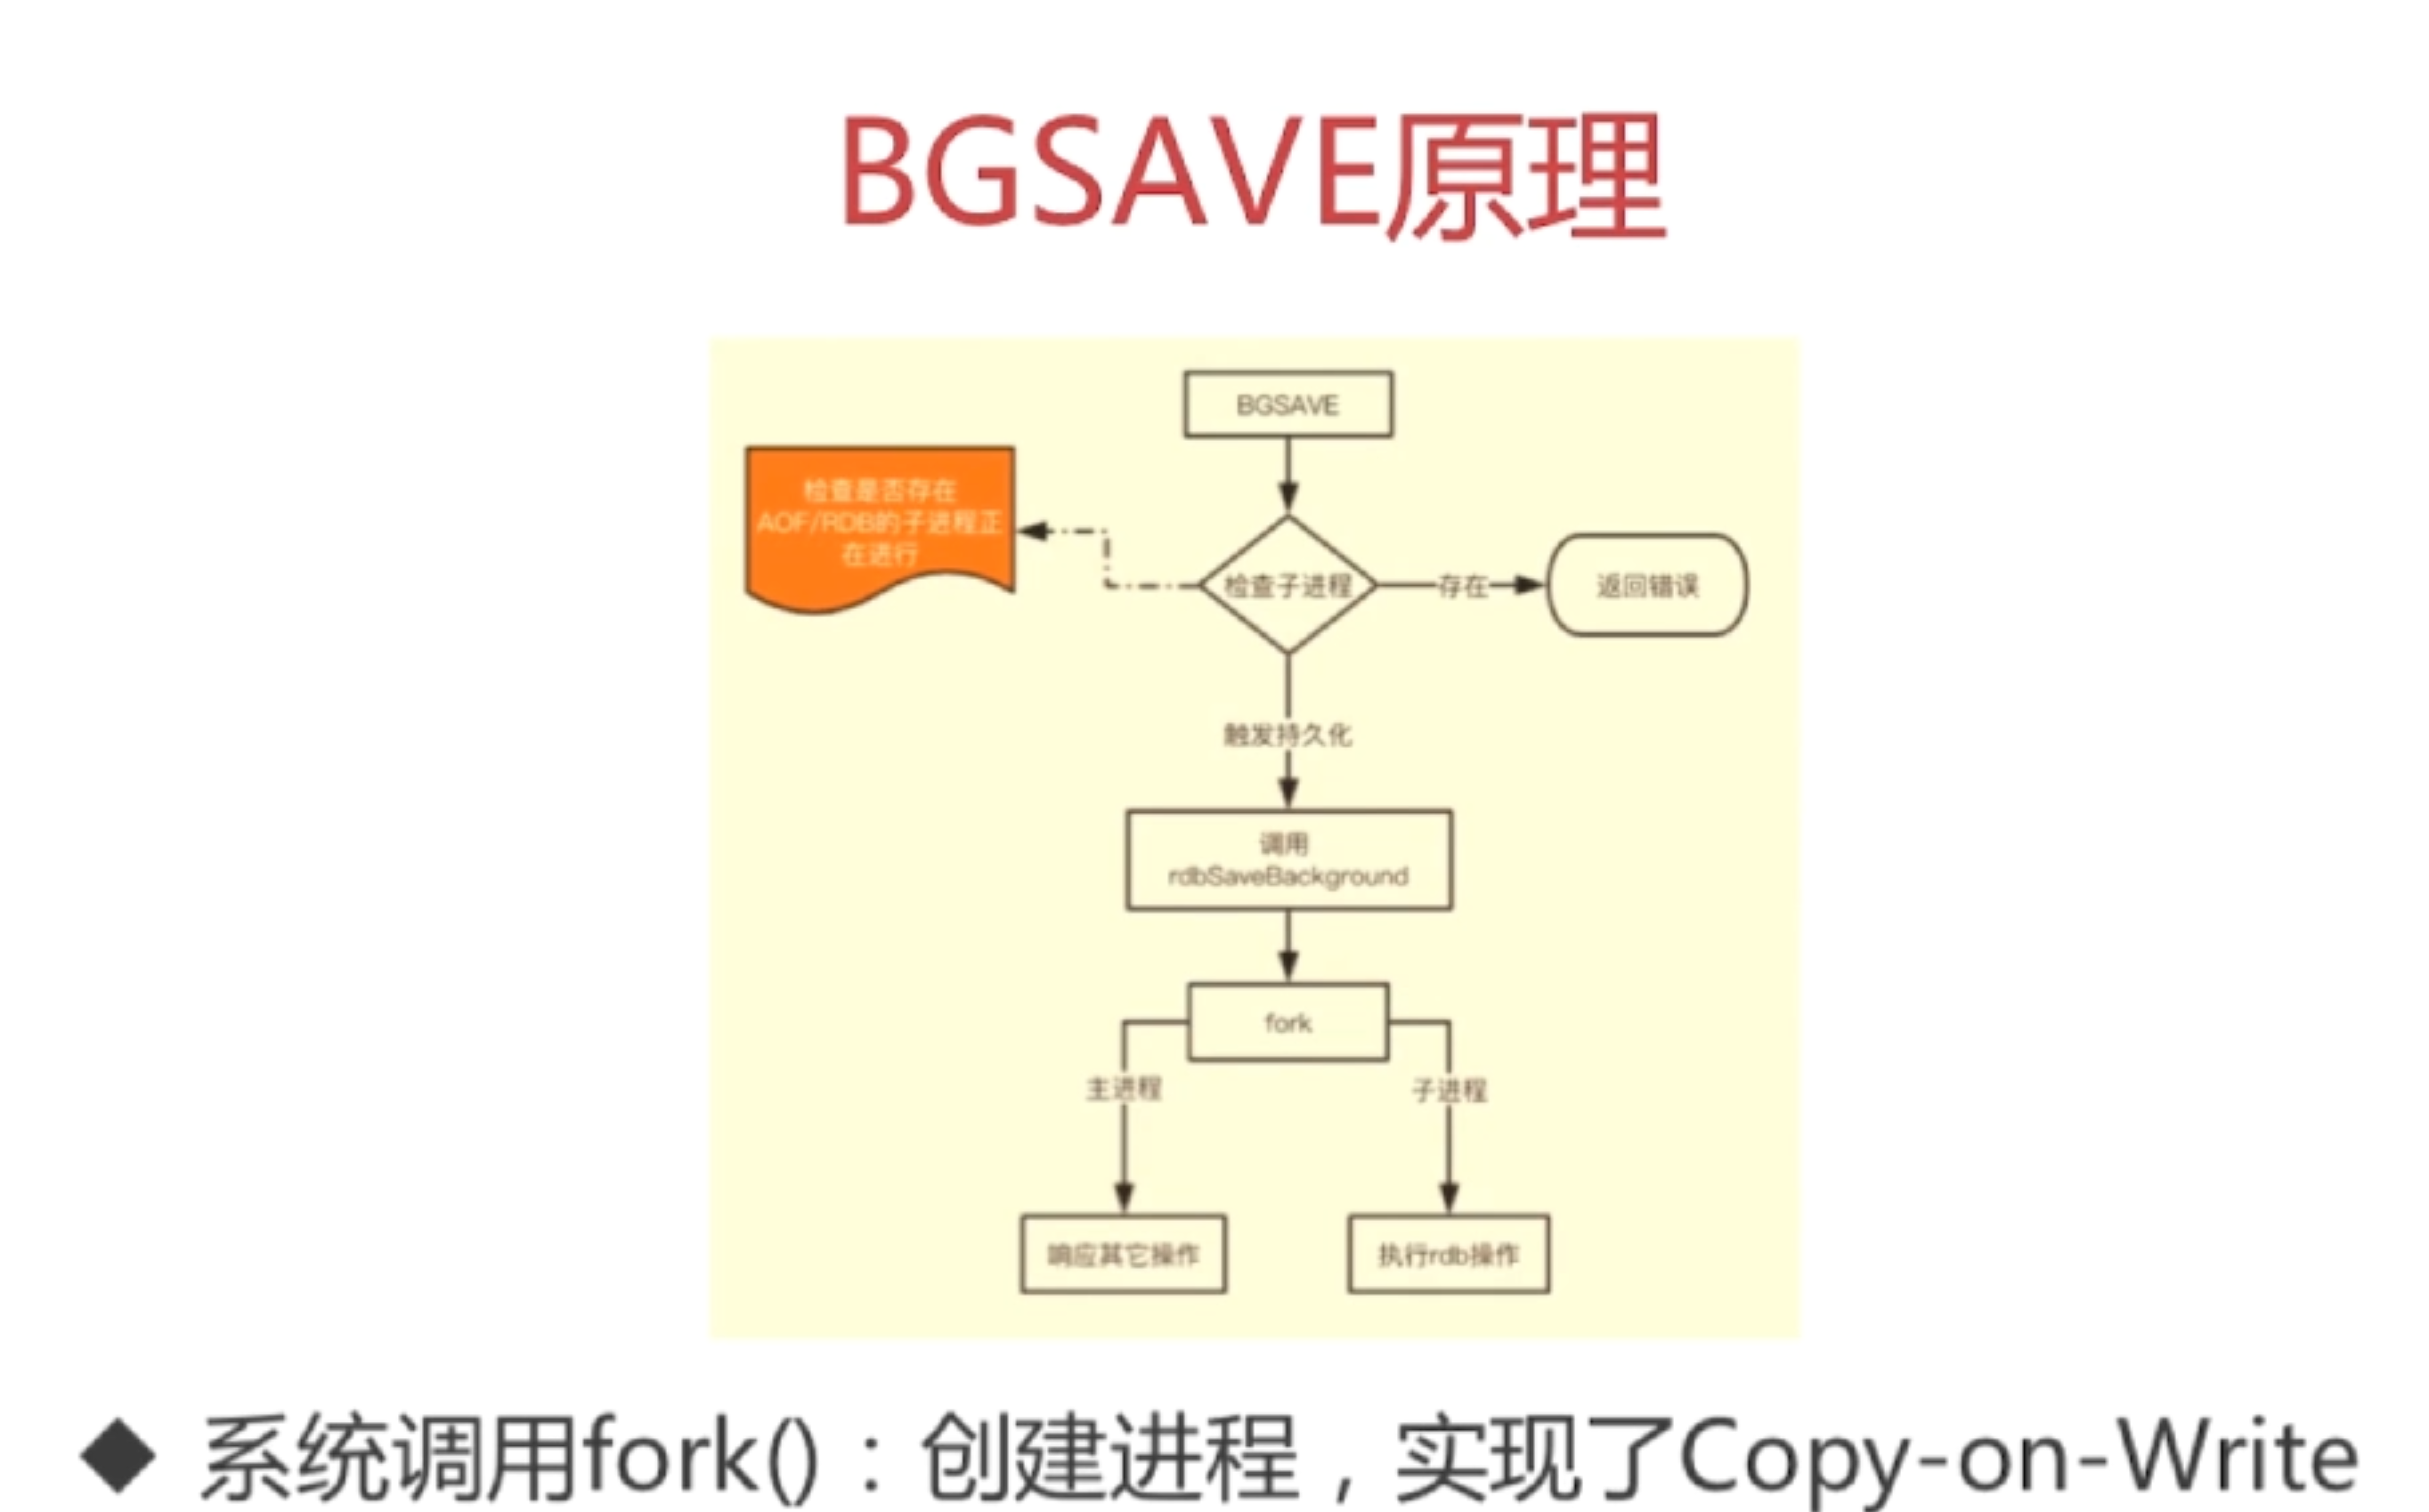 BGSAVE原理
BGSAVE
检查是否存在
AOF/RDB的子进程正
在进行
检查子进程
存在
返回错误
触发持久化
调用
rdbSaveBackground
fork
主进程
子进程
响应其它操作
执行rdb操作
◆ 系统调用fork()：创建进程，实现了Copy-on-Write